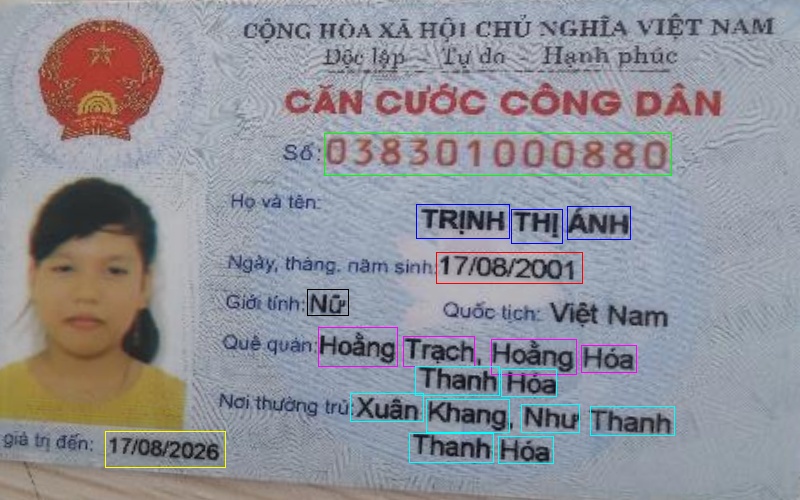 CỘNG HÒA XÃ HỘI CHỦ NGHĨA VIỆT NAM
Độc lập - Tự do - Hạnh phúc
CĂN CƯỚC CÔNG DÂN
Số: 038301000880
Họ và tên:
TRỊNH THỊ ÁNH
Ngày, tháng, năm sinh: 17/08/2001
Giới tính: Nữ Quốc tịch: Việt Nam
Quê quán: Hoằng Trạch, Hoằng Hóa
Thanh Hóa
Nơi thường trú: Xuân Khang, Như Thanh
Thanh Hóa
giá trị đến: 17/08/2026